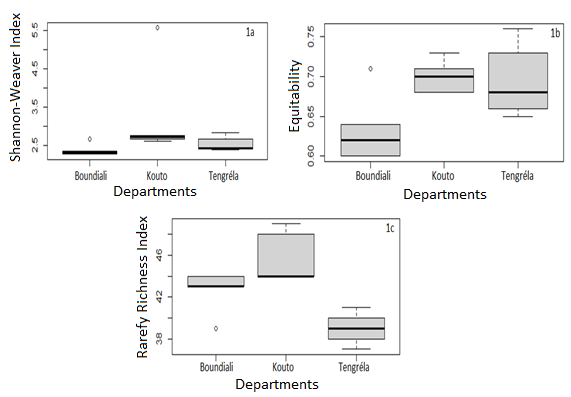 1a
Shannon-Weaver Index
5.5
4.5
3.5
2.5
Boundiali Kouto Tengréla
Departments
1b
Equitability
0.75
0.70
0.65
0.60
Boundiali Kouto Tengréla
Departments
1c
Rarefy Richness Index
46
42
38
Boundiali Kouto Tengréla
Departments